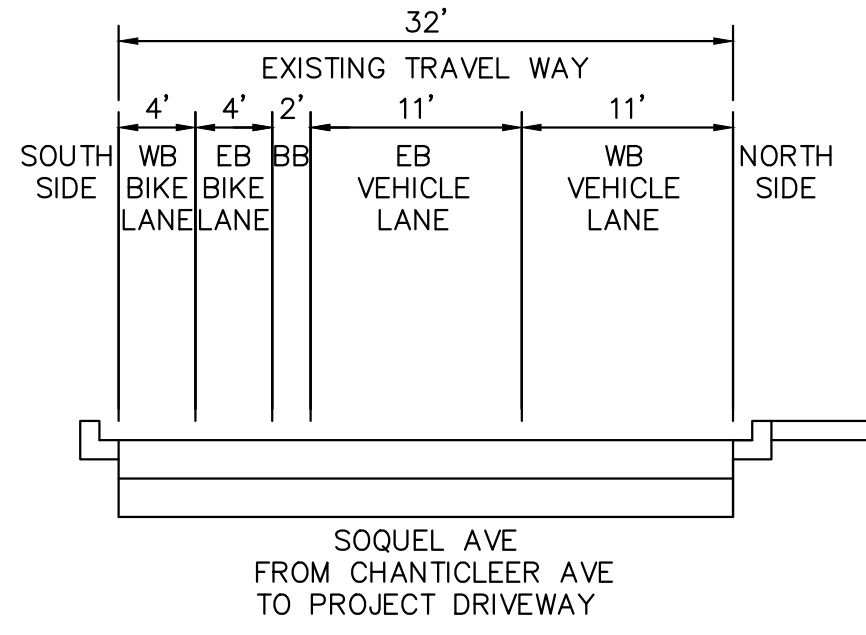 32'
EXISTING TRAVEL WAY
4' 4' 2' 11' 11'
SOUTH SIDE
WB BIKE LANE
EB BIKE LANE
BB
EB VEHICLE LANE
WB VEHICLE LANE
NORTH SIDE
SOQUEL AVE
FROM CHANTICLEER AVE
TO PROJECT DRIVEWAY